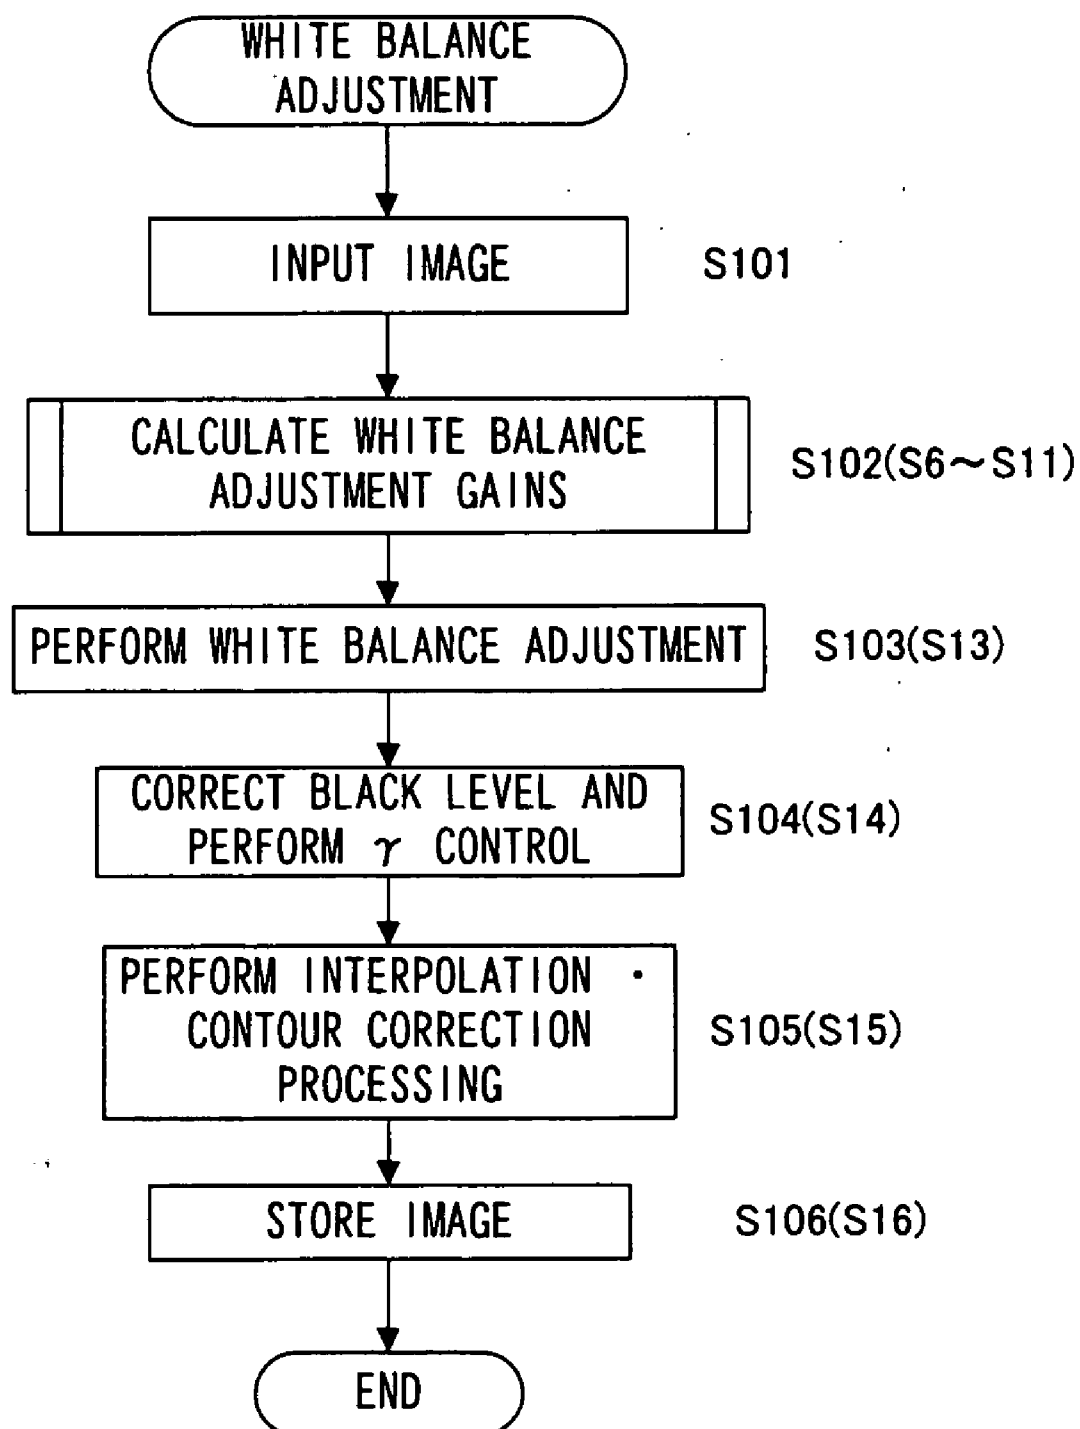 WHITE BALANCE
ADJUSTMENT
INPUT IMAGE
S101
CALCULATE WHITE BALANCE
ADJUSTMENT GAINS
S102(S6～S11)
PERFORM WHITE BALANCE ADJUSTMENT
S103(S13)
CORRECT BLACK LEVEL AND
PERFORM γ CONTROL
S104(S14)
PERFORM INTERPOLATION ・
CONTOUR CORRECTION
PROCESSING
S105(S15)
STORE IMAGE
S106(S16)
END